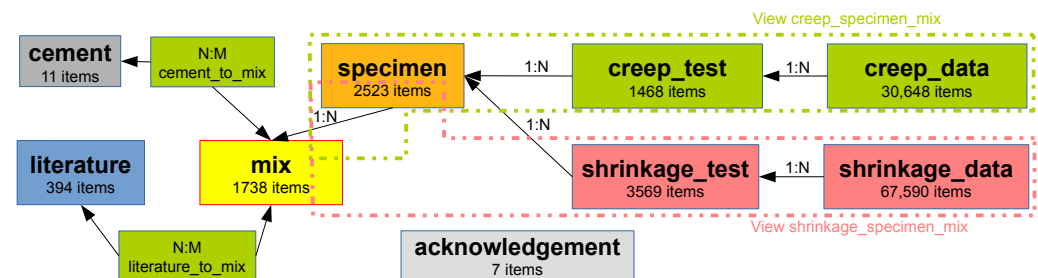 View creep_specimen_mix
cement
11 items
N:M
cement_to_mix
specimen
2523 items
1:N
creep_test
1468 items
1:N
creep_data
30,648 items
1:N
1:N
literature
394 items
mix
1738 items
shrinkage_test
3569 items
1:N
shrinkage_data
67,590 items
View shrinkage_specimen_mix
N:M
literature_to_mix
acknowledgement
7 items